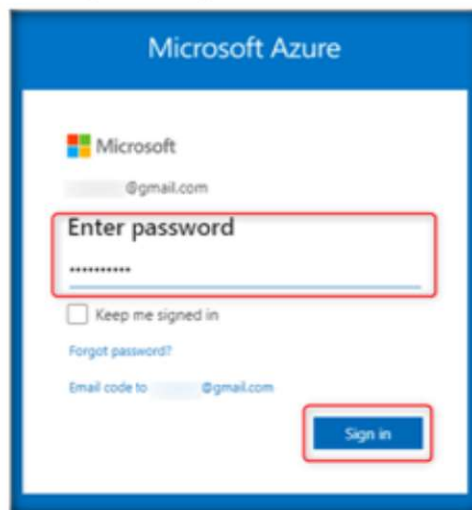 Microsoft Azure
Microsoft
@gmail.com
Enter password
••••••••••
Keep me signed in
Forgot password?
Email code to @gmail.com
Sign in